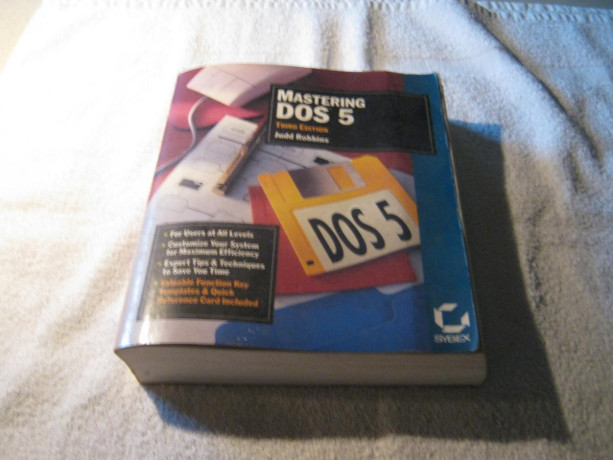 MASTERING
DOS 5
THIRD EDITION
Judd Robbins
DOS 5
• For Users at All Levels
• Customize Your System
for Maximum Efficiency
• Expert Tips & Techniques
to Save You Time
• Valuable Function Key
Templates & Quick
Reference Card Included
SYBEX